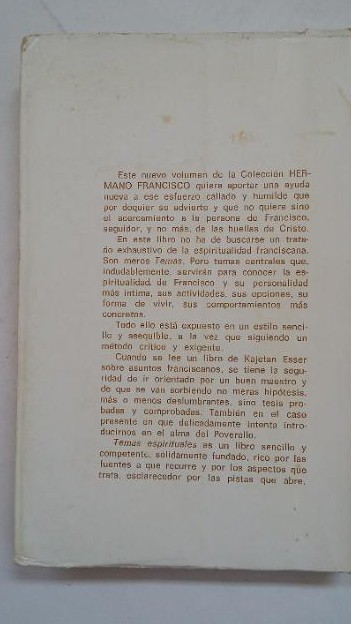 Este nuevo volumen de la Colección HER-
MANO FRANCISCO quiere aportar una ayuda
nueva a ese esfuerzo callado y humilde que
por doquier se advierte y que no quiere sino
el acercamiento a la persona de Francisco,
seguidor, y no más, de las huellas de Cristo.
En este libro no ha de buscarse un trata-
do exhaustivo de la espiritualidad franciscana.
Son meros Temas. Pero temas centrales que,
indudablemente, servirán para conocer la es-
piritualidad de Francisco y su personalidad
más íntima, sus actividades, sus opciones, su
forma de vivir, sus comportamientos más
concretos.
Todo ello está expuesto en un estilo senci-
llo y asequible, a la vez que siguiendo un
método crítico y exigente.
Cuando se lee un libro de Kajetan Esser
sobre asuntos franciscanos, se tiene la segu-
ridad de ir orientado por un buen maestro y
de que se van sorbiendo no meras hipótesis,
más o menos deslumbrantes, sino tesis pro-
badas y comprobadas. También en el caso
presente en que delicadamente intenta intro-
ducirnos en el alma del Poverello.
Temas espirituales es un libro sencillo y
competente, sólidamente fundado, rico por las
fuentes a que recurre y por los aspectos que
trata, esclarecedor por las pistas que abre,